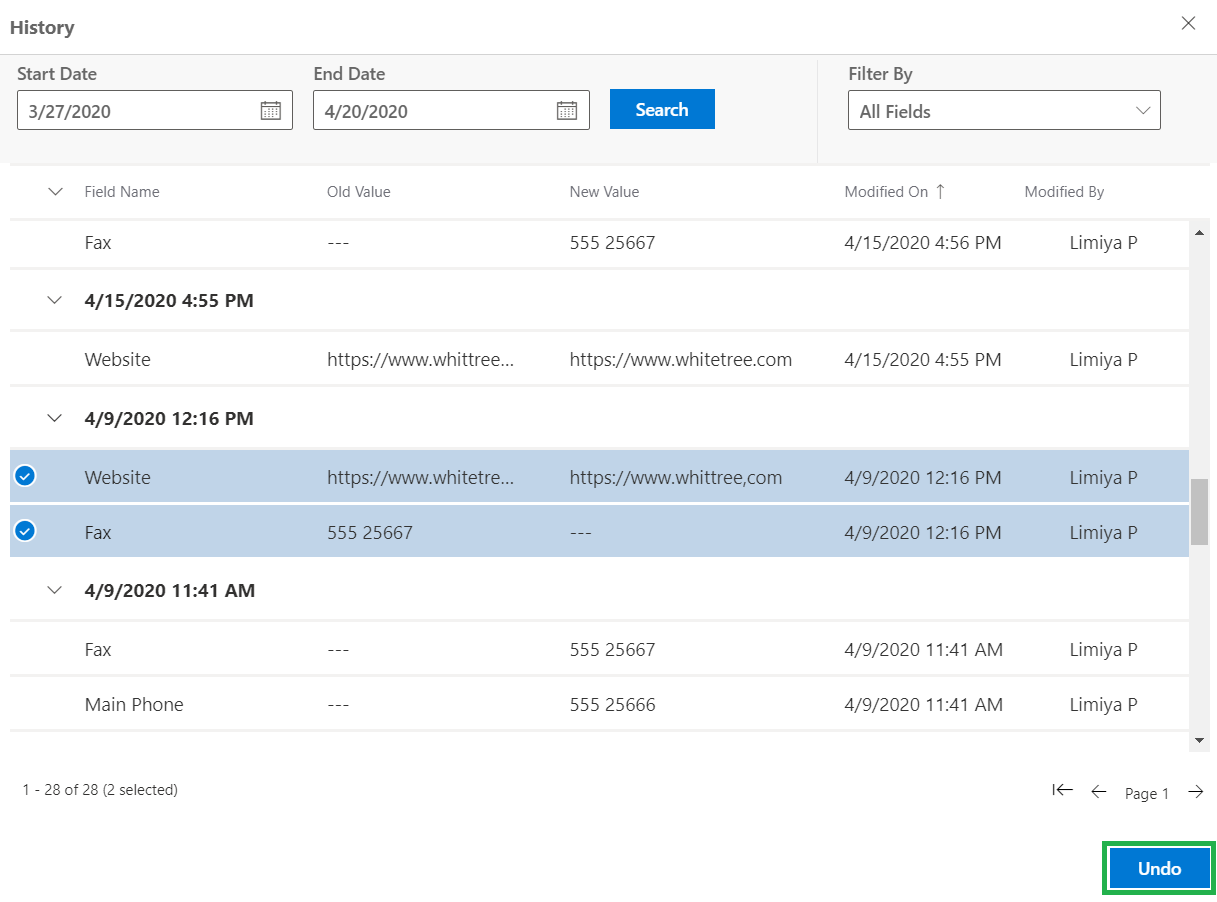 History
Start Date End Date Filter By
3/27/2020 4/20/2020 Search All Fields
Field Name Old Value New Value Modified On ↑ Modified By
Fax --- 555 25667 4/15/2020 4:56 PM Limiya P
4/15/2020 4:55 PM
Website https://www.whittree... https://www.whitetree.com 4/15/2020 4:55 PM Limiya P
4/9/2020 12:16 PM
Website https://www.whitetre... https://www.whittree,com 4/9/2020 12:16 PM Limiya P
Fax 555 25667 --- 4/9/2020 12:16 PM Limiya P
4/9/2020 11:41 AM
Fax --- 555 25667 4/9/2020 11:41 AM Limiya P
Main Phone --- 555 25666 4/9/2020 11:41 AM Limiya P
1 - 28 of 28 (2 selected) Page 1
Undo